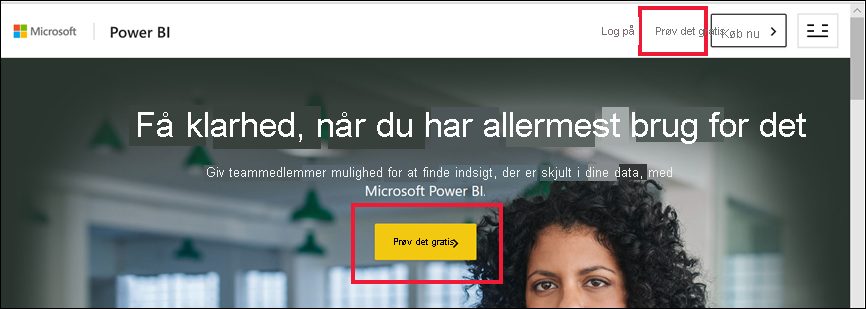 Microsoft
Power BI
Log på
Prøv det gratis
Køb nu
Få klarhed, når du har allermest brug for det
Giv teammedlemmer mulighed for at finde indsigt, der er skjult i dine data, med
Microsoft Power BI.
Prøv det gratis